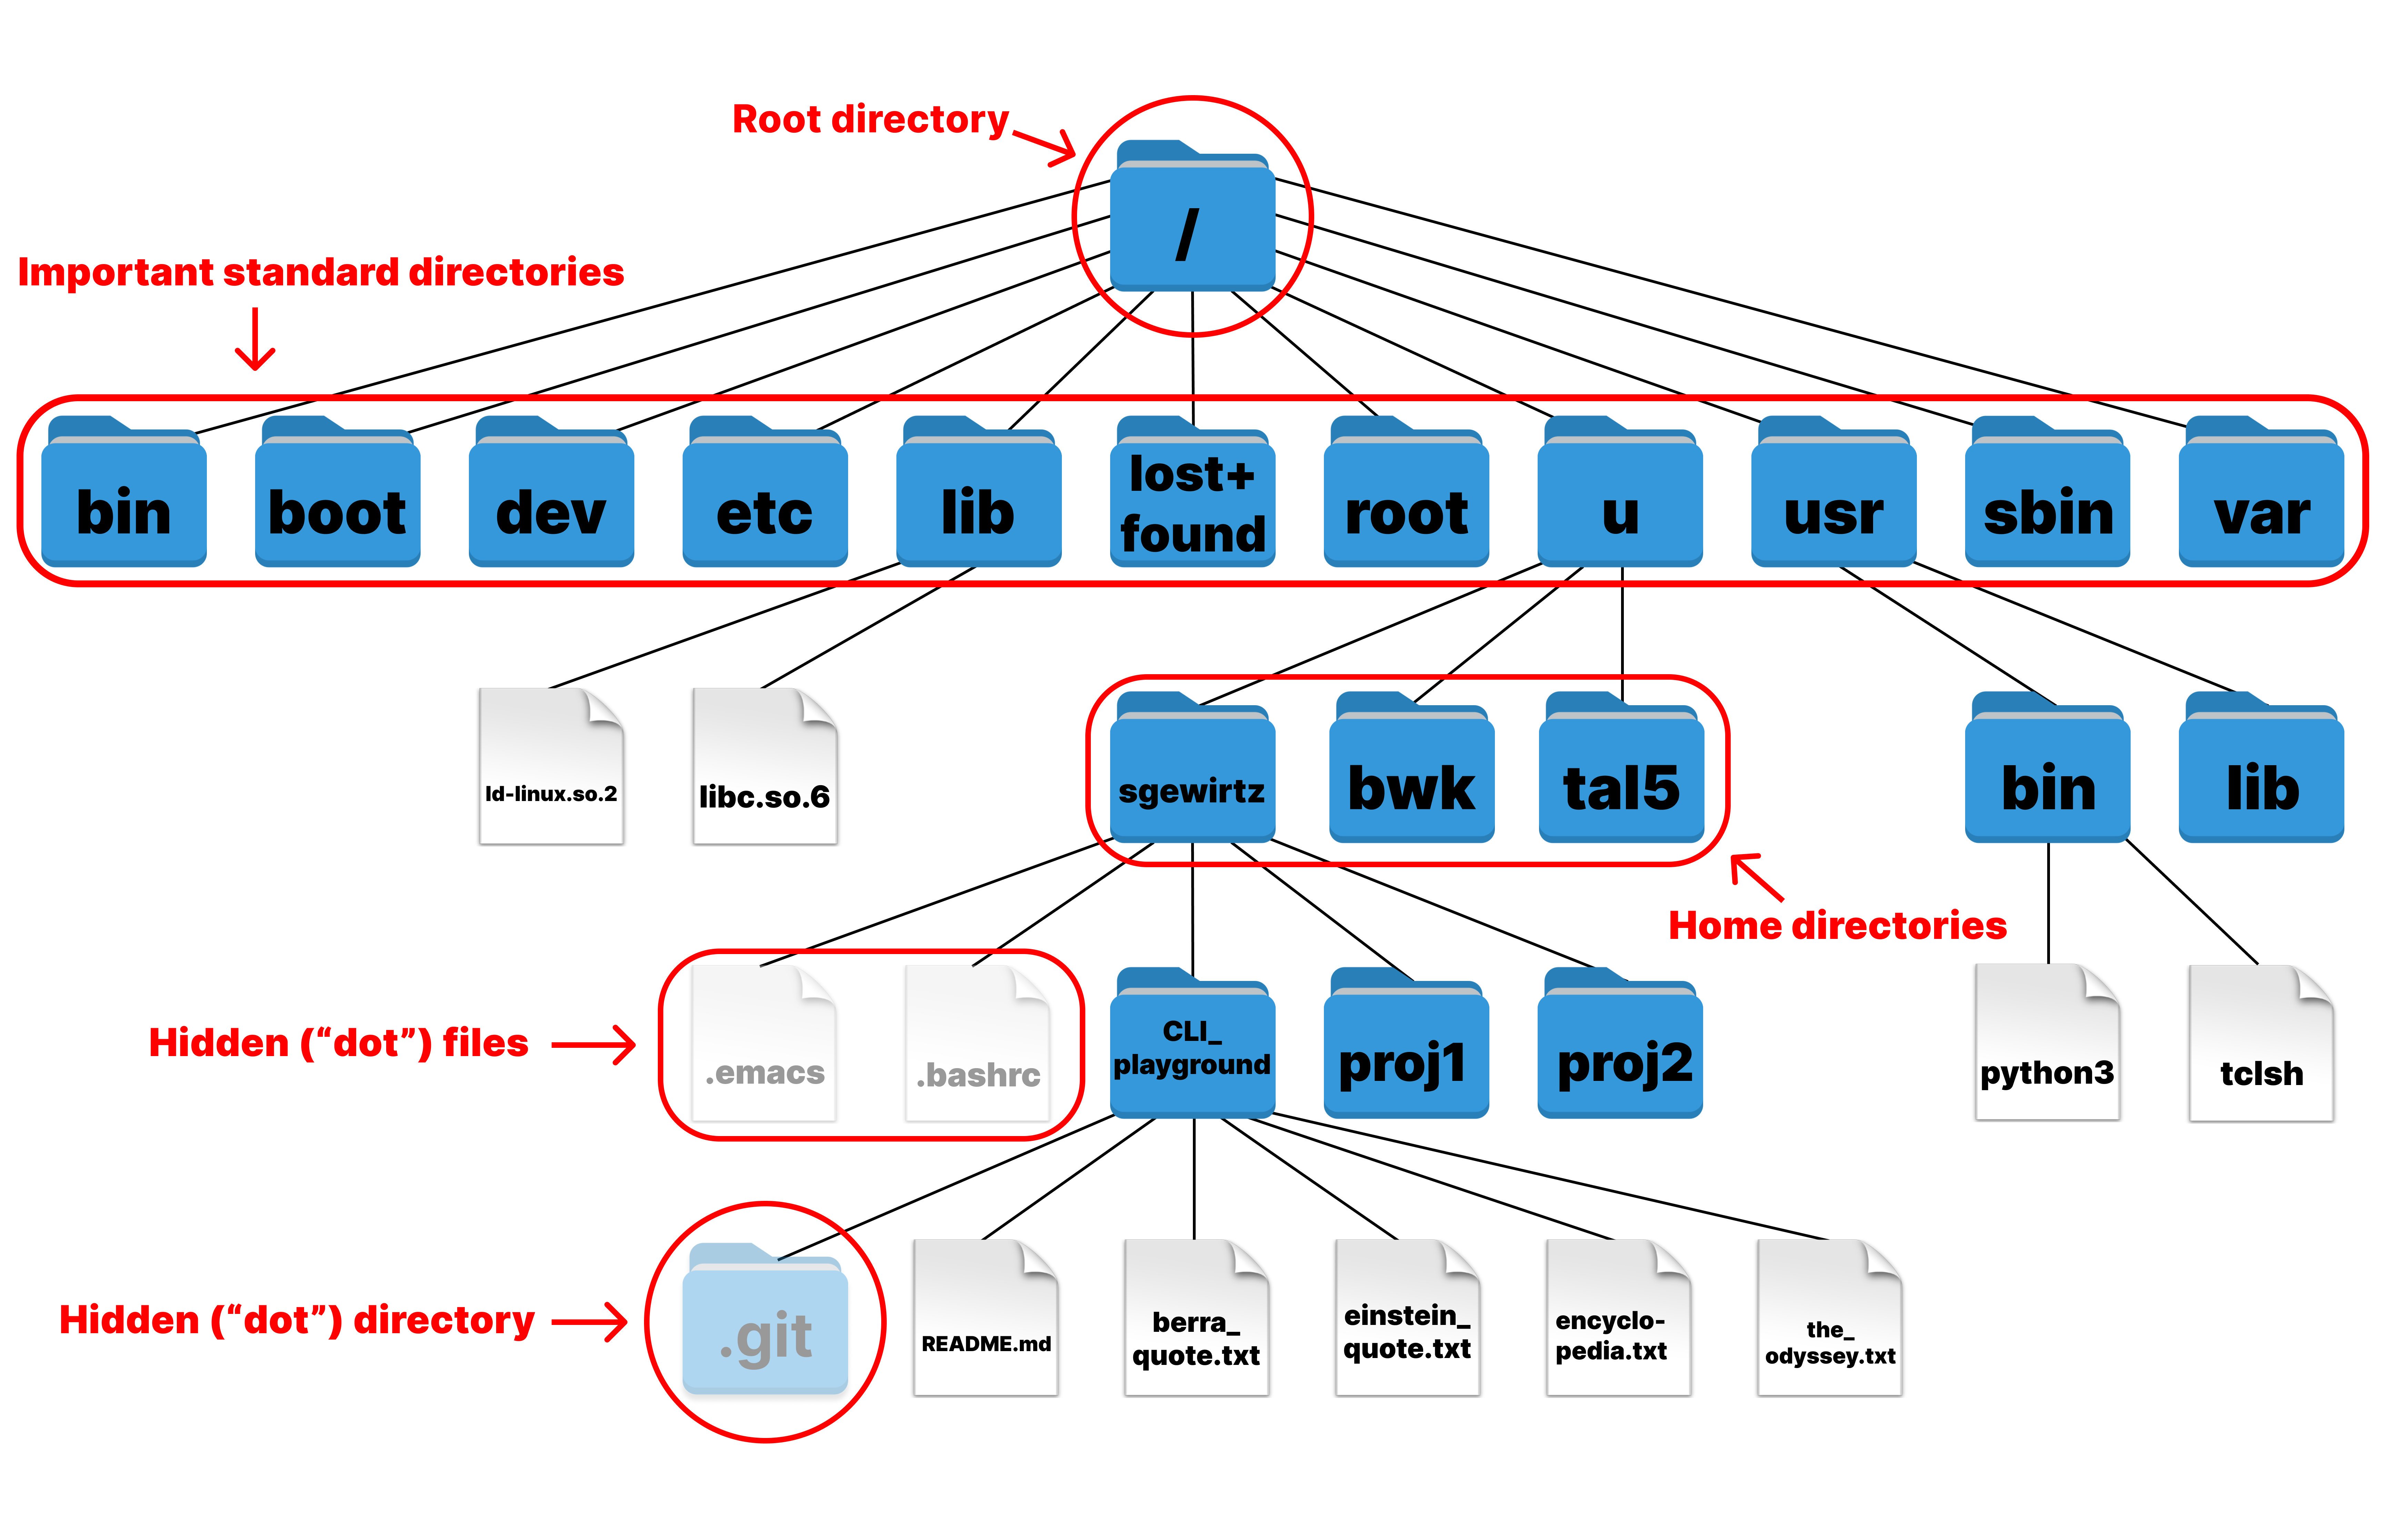 Root directory
/
Important standard directories
bin
boot
dev
etc
lib
lost+
found
root
u
usr
sbin
var
ld-linux.so.2
libc.so.6
sgewirtz
bwk
tal5
bin
lib
Home directories
Hidden (“dot”) files
.emacs
.bashrc
CLI_
playground
proj1
proj2
python3
tclsh
Hidden (“dot”) directory
.git
README.md
berra_
quote.txt
einstein_
quote.txt
encyclo-
pedia.txt
the_
odyssey.txt